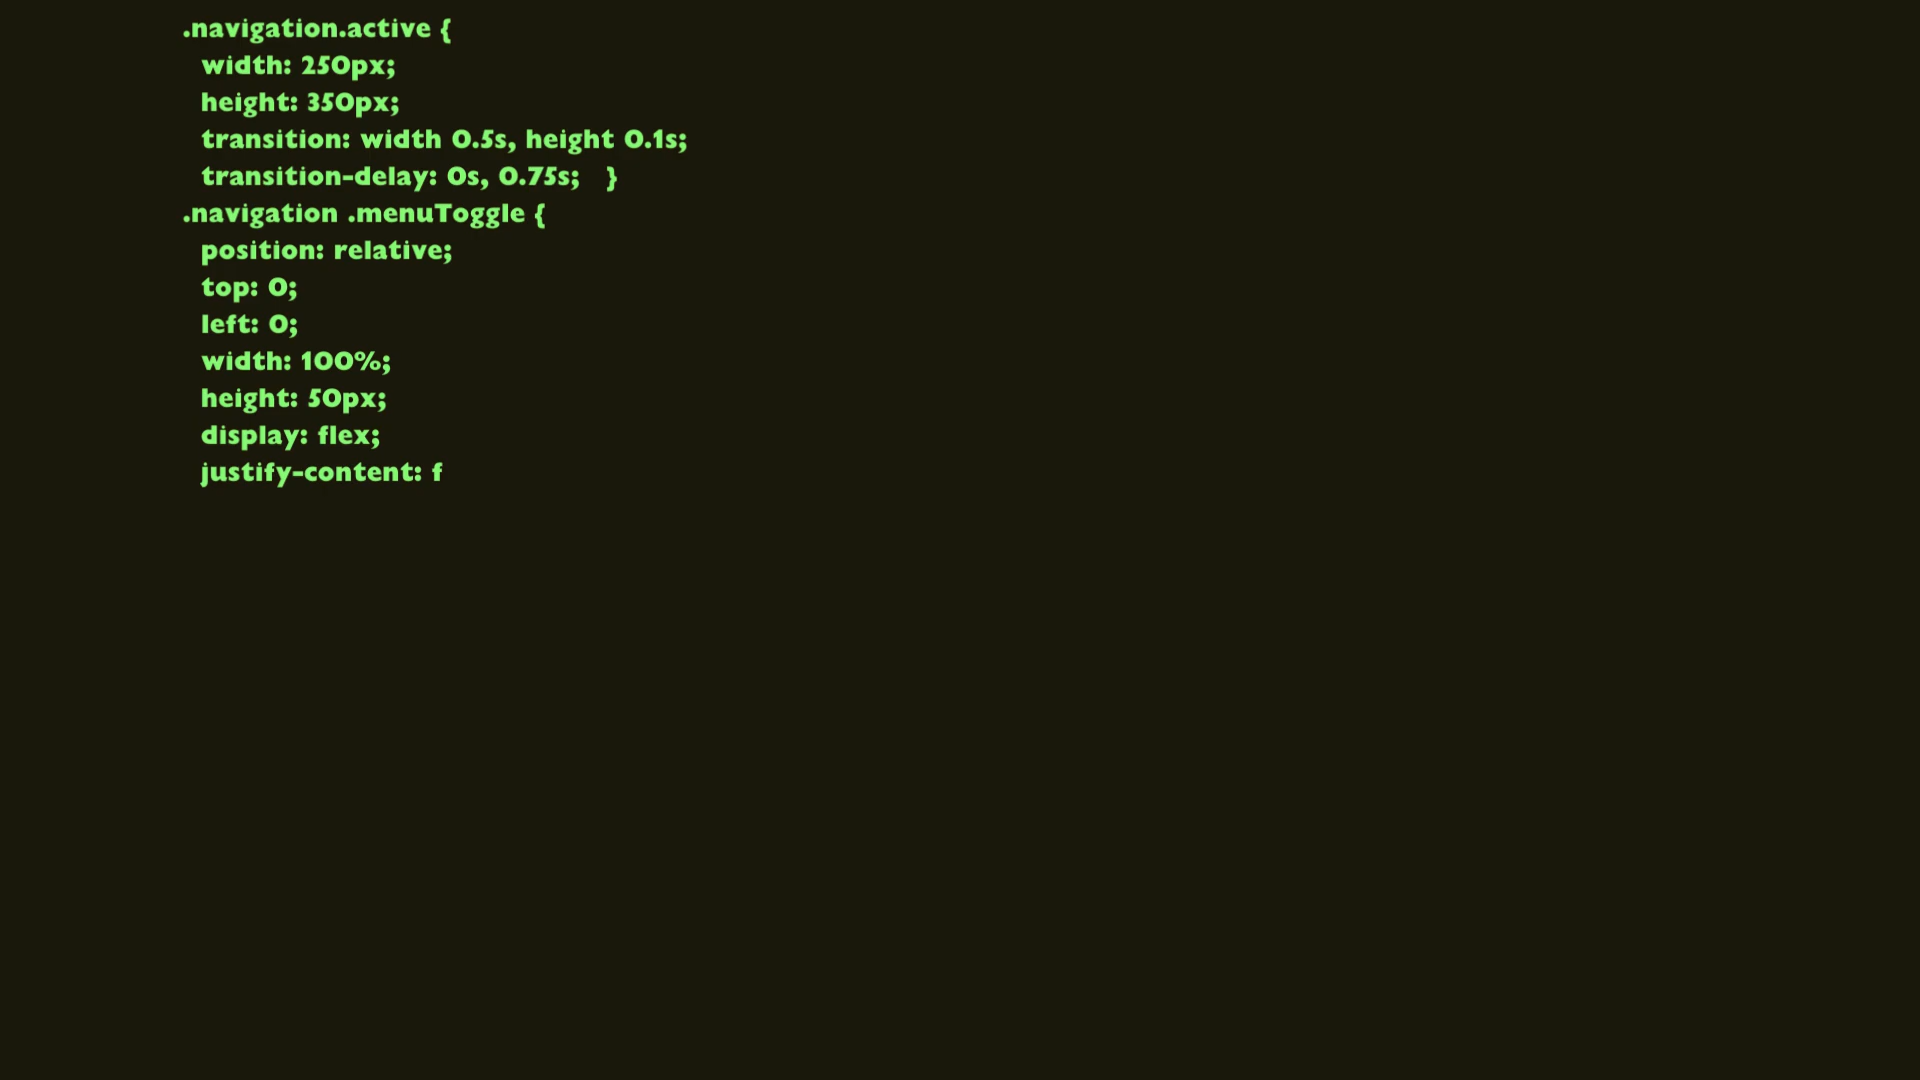 .navigation.active {
width: 250px;
height: 350px;
transition: width 0.5s, height 0.1s;
transition-delay: 0s, 0.75s;   }
.navigation .menuToggle {
position: relative;
top: 0;
left: 0;
width: 100%;
height: 50px;
display: flex;
justify-content: f